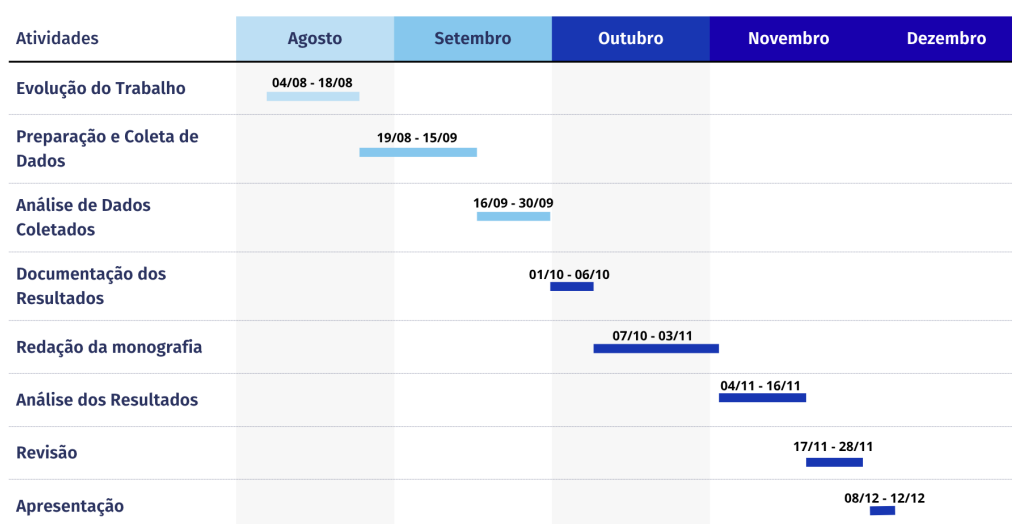 Atividades Agosto Setembro Outubro Novembro Dezembro
Evolução do Trabalho 04/08 - 18/08
Preparação e Coleta de
Dados
19/08 - 15/09
Análise de Dados
Coletados
16/09 - 30/09
Documentação dos
Resultados
01/10 - 06/10
Redação da monografia 07/10 - 03/11
Análise dos Resultados 04/11 - 16/11
Revisão 17/11 - 28/11
Apresentação 08/12 - 12/12